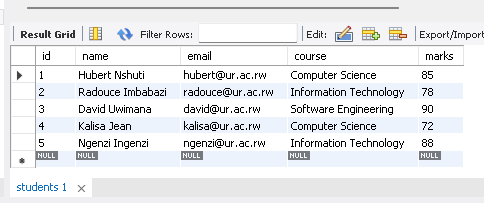 Result Grid Filter Rows: Edit: Export/Import
id name email course marks
1 Hubert Nshuti hubert@ur.ac.rw Computer Science 85
2 Radouce Imbabazi radouce@ur.ac.rw Information Technology 78
3 David Uwimana david@ur.ac.rw Software Engineering 90
4 Kalisa Jean kalisa@ur.ac.rw Computer Science 72
5 Ngenzi Ingenzi ngenzi@ur.ac.rw Information Technology 88
NULL NULL NULL NULL NULL
students 1